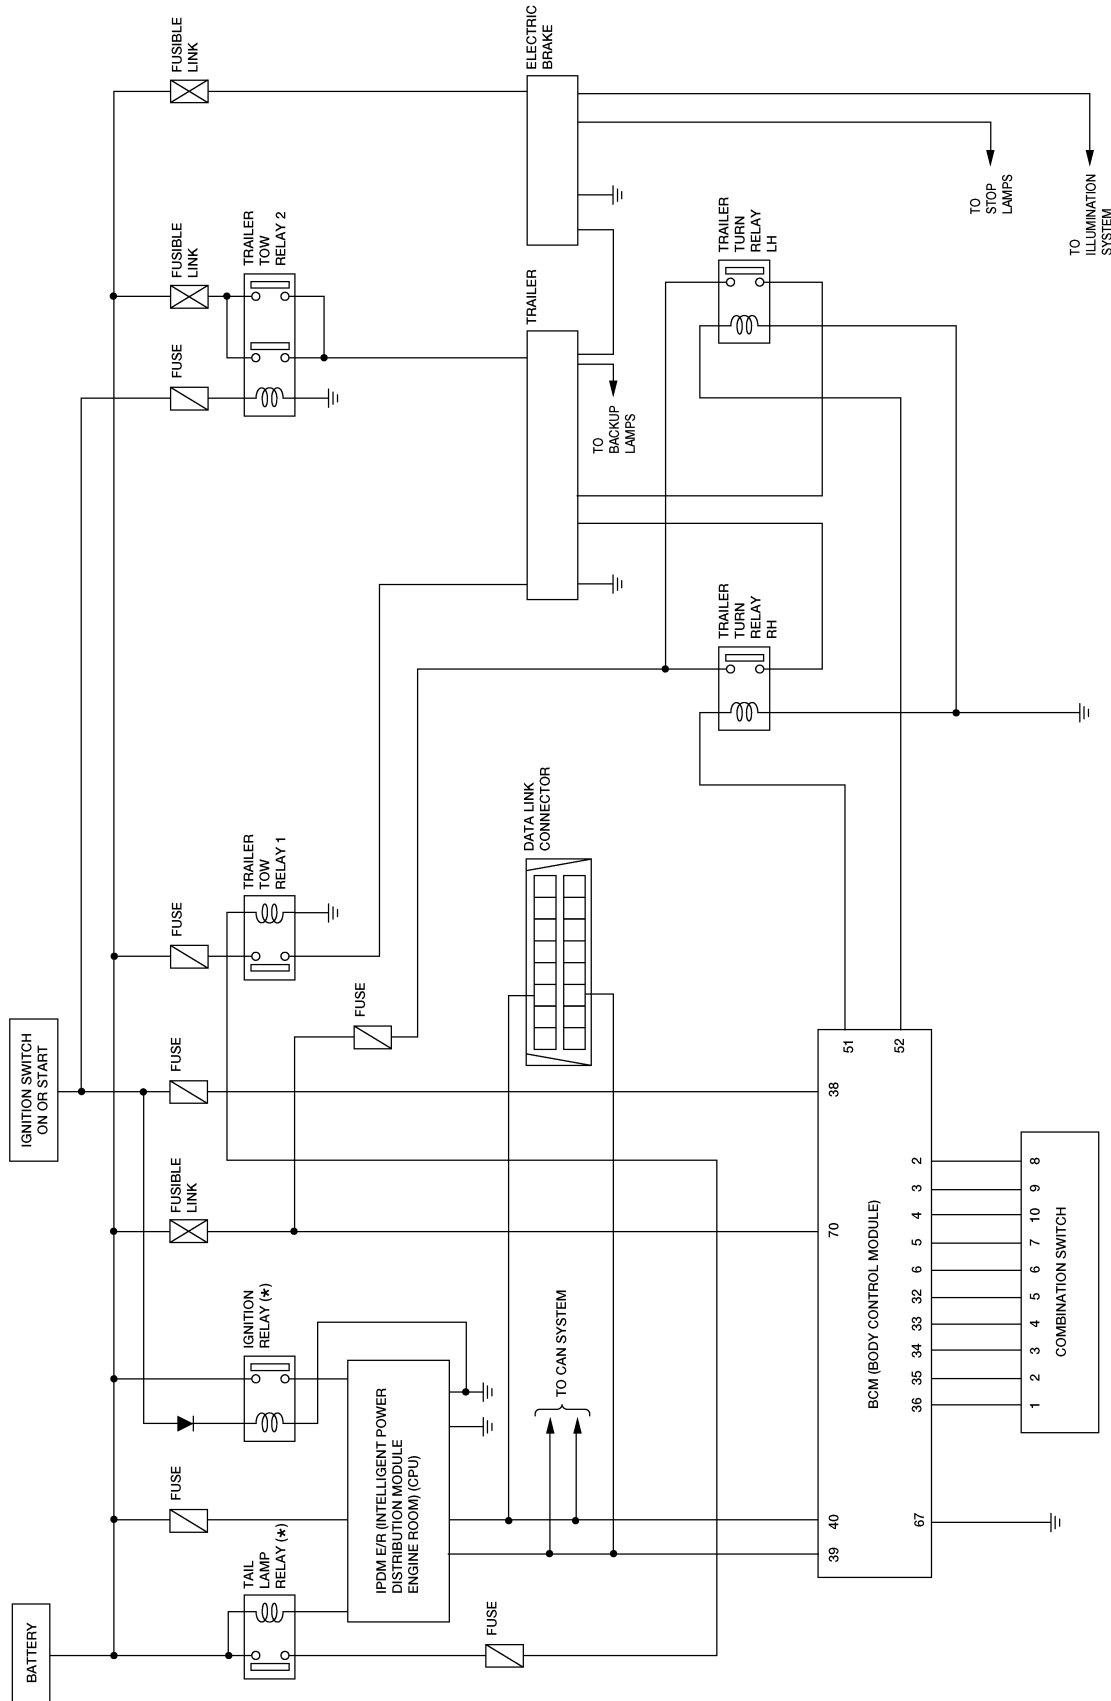 BATTERY
IGNITION SWITCH
ON OR START
FUSE
FUSIBLE
LINK
FUSE
FUSE
FUSE
FUSIBLE
LINK
FUSIBLE
LINK
TAIL
LAMP
RELAY (*)
IGNITION
RELAY (*)
TRAILER
TOW
RELAY 1
TRAILER
TOW
RELAY 2
IPDM E/R (INTELLIGENT POWER
DISTRIBUTION MODULE
ENGINE ROOM) (CPU)
FUSE
FUSE
TO CAN SYSTEM
DATA LINK
CONNECTOR
TRAILER
ELECTRIC
BRAKE
TO
BACKUP
LAMPS
TRAILER
TURN
RELAY
RH
TRAILER
TURN
RELAY
LH
TO
STOP
LAMPS
TO
ILLUMINATION
SYSTEM
39 40 70 38
51
52
BCM (BODY CONTROL MODULE)
67 36 35 34 33 32 6 5 4 3 2
1 2 3 4 5 6 7 10 9 8
COMBINATION SWITCH